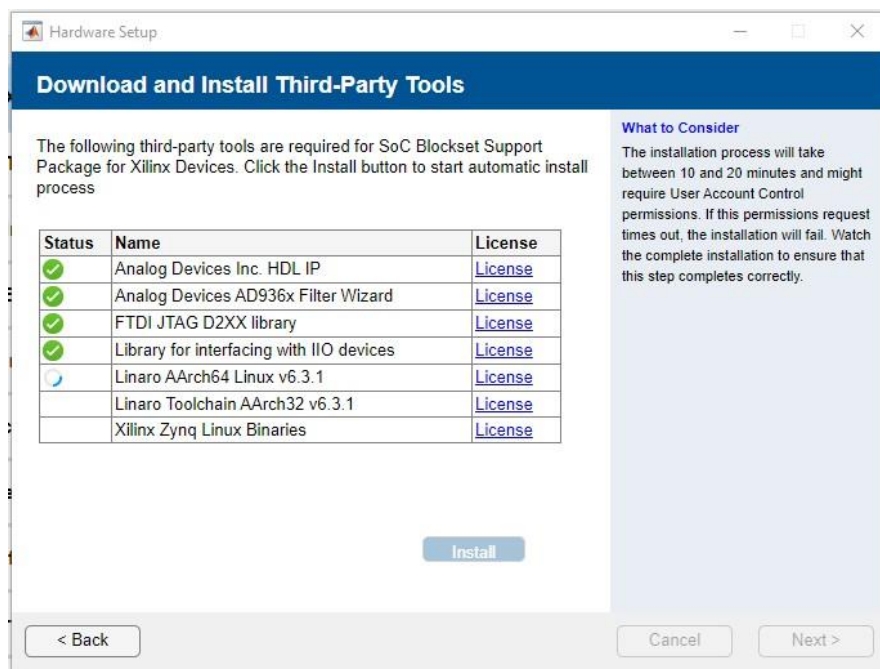 Hardware Setup
Download and Install Third-Party Tools
The following third-party tools are required for SoC Blockset Support
Package for Xilinx Devices. Click the Install button to start automatic install
process
Status Name License
Analog Devices Inc. HDL IP License
Analog Devices AD936x Filter Wizard License
FTDI JTAG D2XX library License
Library for interfacing with IIO devices License
Linaro AArch64 Linux v6.3.1 License
Linaro Toolchain AArch32 v6.3.1 License
Xilinx Zynq Linux Binaries License
Install
What to Consider
The installation process will take
between 10 and 20 minutes and might
require User Account Control
permissions. If this permissions request
times out, the installation will fail. Watch
the complete installation to ensure that
this step completes correctly.
< Back
Cancel
Next >